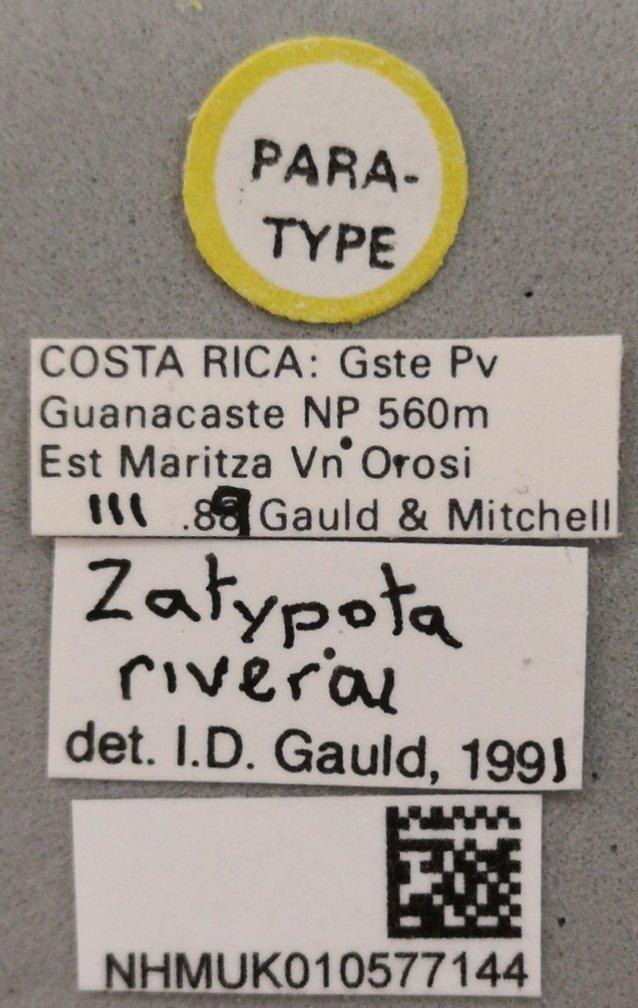 PARA-
TYPE
COSTA RICA: Gste Pv
Guanacaste NP 560m
Est Maritza Vn Orosi
III .89 Gauld & Mitchell
Zatypota
riverai
det. I.D. Gauld, 1991
NHMUK010577144